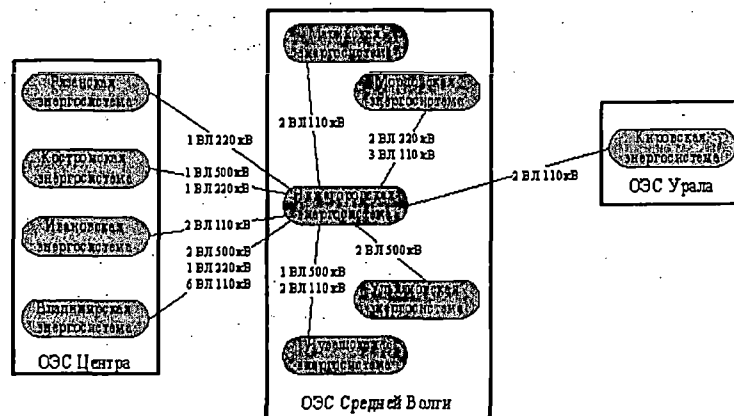 Рязанская
энергосистема
Костромская
энергосистема
Ивановская
энергосистема
Владимирская
энергосистема
ОЭС Центра
1 ВЛ 220 кВ
1 ВЛ 500 кВ
1 ВЛ 220 кВ
2 ВЛ 110 кВ
2 ВЛ 500 кВ
1 ВЛ 220 кВ
6 ВЛ 110 кВ
энергосистема
Мордовская
энергосистема
2 ВЛ 110 кВ
2 ВЛ 220 кВ
3 ВЛ 110 кВ
Нижегородская
энергосистема
2 ВЛ 500 кВ
1 ВЛ 500 кВ
2 ВЛ 110 кВ
Ульяновская
энергосистема
Чувашская
энергосистема
ОЭС Средней Волги
2 ВЛ 110 кВ
Кировская
энергосистема
ОЭС Урала